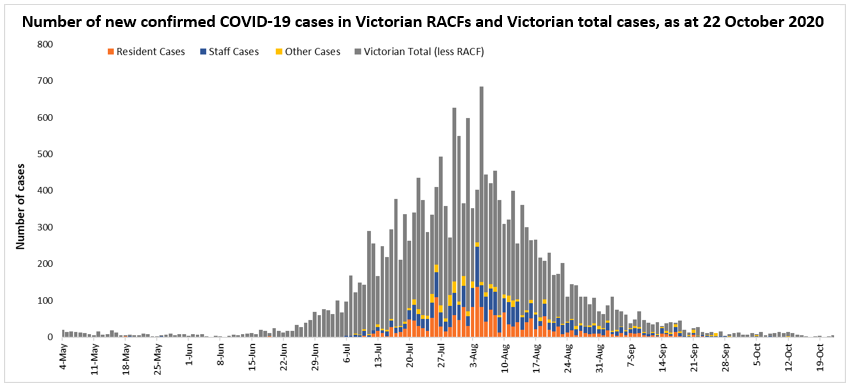 Number of new confirmed COVID-19 cases in Victorian RACFs and Victorian total cases, as at 22 October 2020
Resident Cases Staff Cases Other Cases Victorian Total (less RACF)
Number of cases
800
700
600
500
400
300
200
100
0
4-May 11-May 18-May 25-May 1-Jun 8-Jun 15-Jun 22-Jun 29-Jun 6-Jul 13-Jul 20-Jul 27-Jul 3-Aug 10-Aug 17-Aug 24-Aug 31-Aug 7-Sep 14-Sep 21-Sep 28-Sep 5-Oct 12-Oct 19-Oct